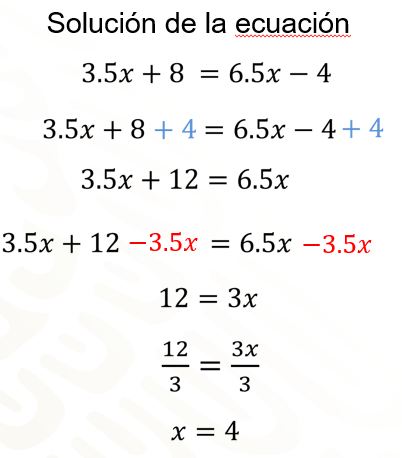 Solución de la ecuación
3.5x + 8 = 6.5x − 4
3.5x + 8 + 4 = 6.5x − 4 + 4
3.5x + 12 = 6.5x
3.5x + 12 −3.5x = 6.5x −3.5x
12 = 3x
12/3 = 3x/3
x = 4